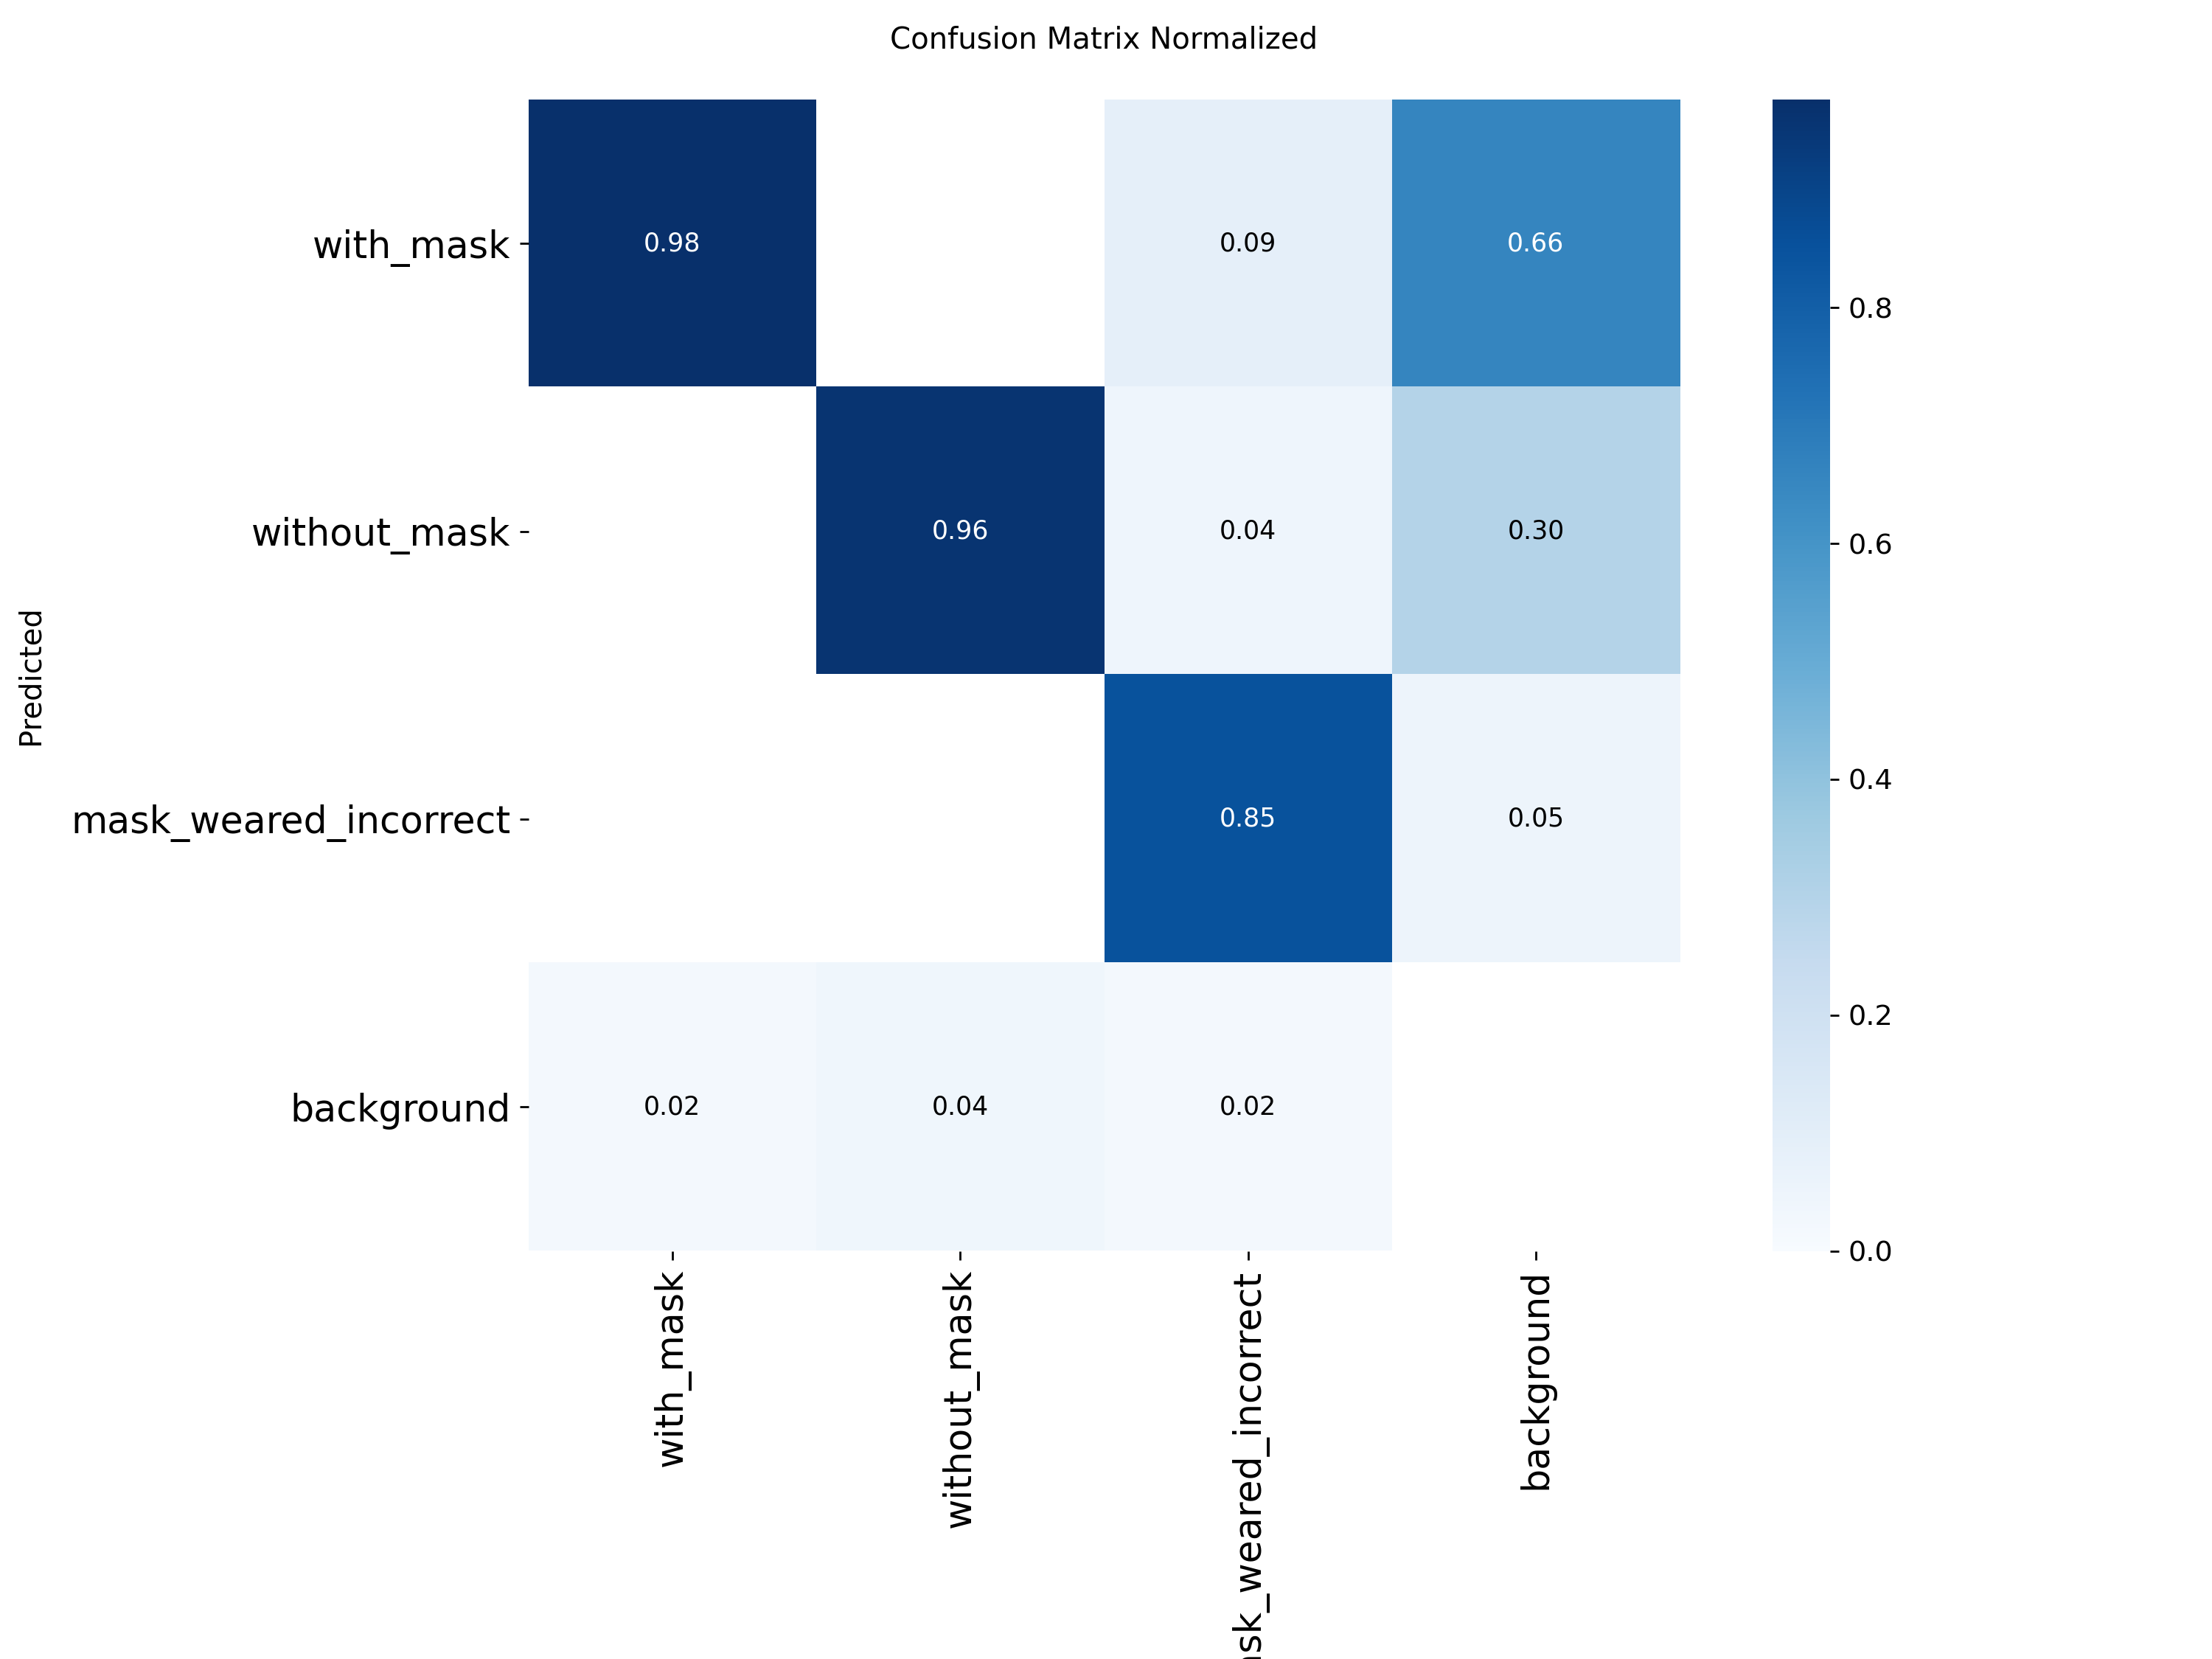 Confusion Matrix Normalized
with_mask
0.98
0.09
0.66
0.8
without_mask
0.96
0.04
0.30
0.6
Predicted
mask_weared_incorrect
0.85
0.05
0.4
background
0.02
0.04
0.02
0.2
0.0
with_mask
without_mask
ask_weared_incorrect
background